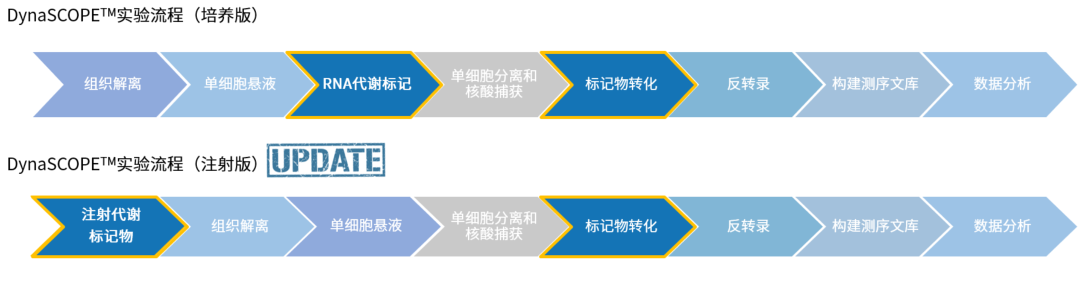 DynaSCOPE™实验流程（培养版）
组织解离
单细胞悬液
RNA代谢标记
单细胞分离和
核酸捕获
标记物转化
反转录
构建测序文库
数据分析
DynaSCOPE™实验流程（注射版）
UPDATE
注射代谢
标记物
组织解离
单细胞悬液
单细胞分离和
核酸捕获
标记物转化
反转录
构建测序文库
数据分析